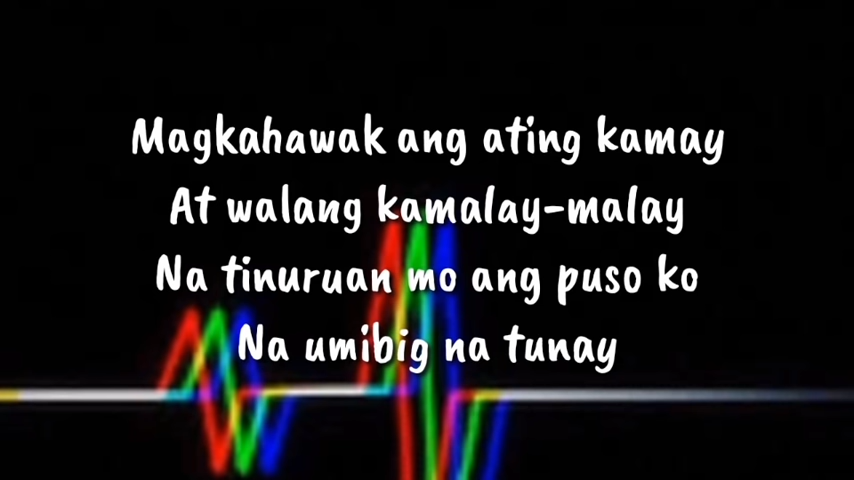 Magkahawak ang ating kamay
At walang kamalay-malay
Na tinuruan mo ang puso ko
Na umibig na tunay